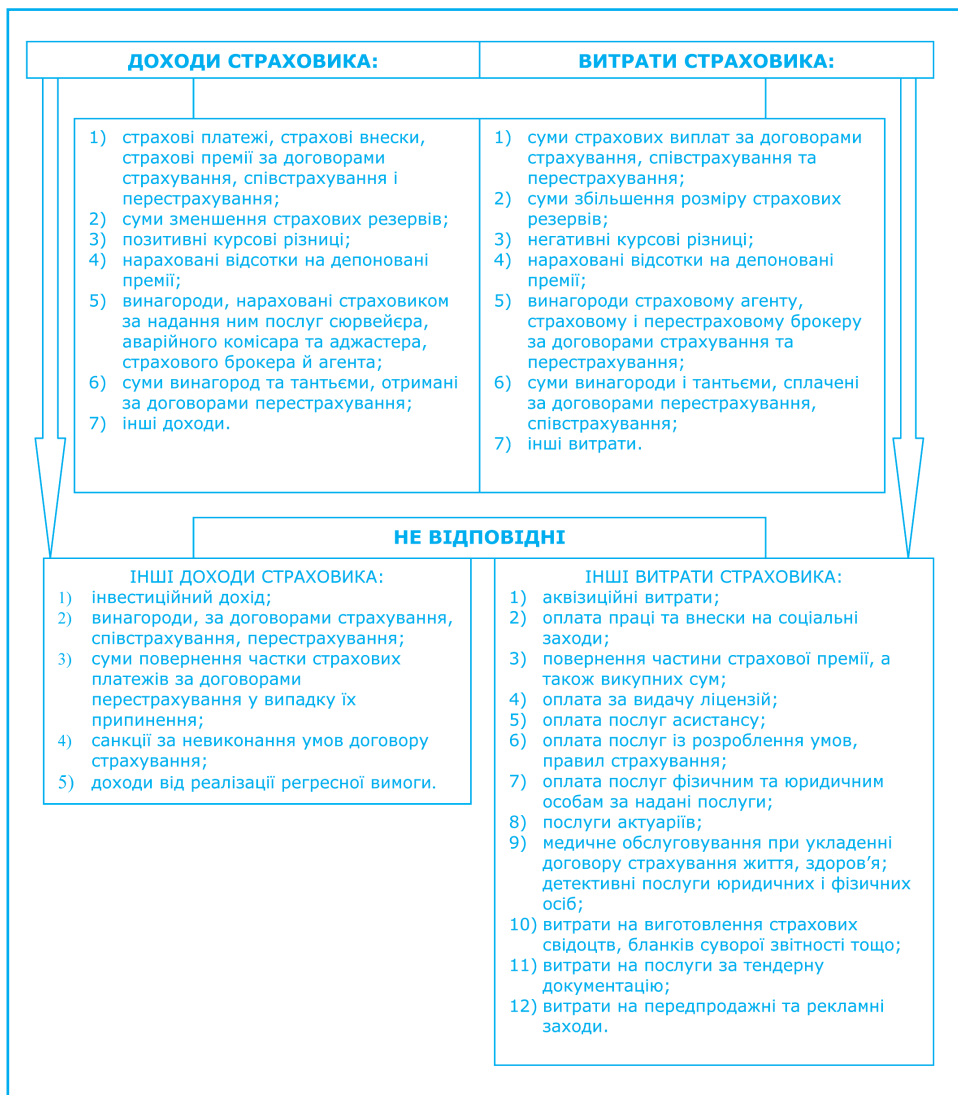 ДОХОДИ СТРАХОВИКА:
ВИТРАТИ СТРАХОВИКА:
1) страхові платежі, страхові внески,
страхові премії за договорами
страхування, співстрахування і
перестрахування;
2) суми зменшення страхових резервів;
3) позитивні курсові різниці;
4) нараховані відсотки на депоновані
премії;
5) винагороди, нараховані страховиком
за надання ним послуг сюрвейєра,
аварійного комісара та аджастера,
страхового брокера й агента;
6) суми винагород та тантьєми, отримані
за договорами перестрахування;
7) інші доходи.
1) суми страхових виплат за договорами
страхування, співстрахування та
перестрахування;
2) суми збільшення розміру страхових
резервів;
3) негативні курсові різниці;
4) нараховані відсотки на депоновані
премії;
5) винагороди страховому агенту,
страховому і перестраховому брокеру
за договорами страхування та
перестрахування;
6) суми винагороди і тантьєми, сплачені
за договорами перестрахування,
співстрахування;
7) інші витрати.
НЕ ВІДПОВІДНІ
ІНШІ ДОХОДИ СТРАХОВИКА:
1) інвестиційний дохід;
2) винагороди, за договорами страхування,
співстрахування, перестрахування;
3) суми повернення частки страхових
платежів за договорами
перестрахування у випадку їх
припинення;
4) санкції за невиконання умов договору
страхування;
5) доходи від реалізації регресної вимоги.
ІНШІ ВИТРАТИ СТРАХОВИКА:
1) аквізиційні витрати;
2) оплата праці та внески на соціальні
заходи;
3) повернення частини страхової премії, а
також викупних сум;
4) оплата за видачу ліцензій;
5) оплата послуг асистансу;
6) оплата послуг із розроблення умов,
правил страхування;
7) оплата послуг фізичним та юридичним
особам за надані послуги;
8) послуги актуаріїв;
9) медичне обслуговування при укладенні
договору страхування життя, здоров’я;
детективні послуги юридичних і фізичних
осіб;
10) витрати на виготовлення страхових
свідоцтв, бланків суворої звітності тощо;
11) витрати на послуги за тендерну
документацію;
12) витрати на передпродажні та рекламні
заходи.